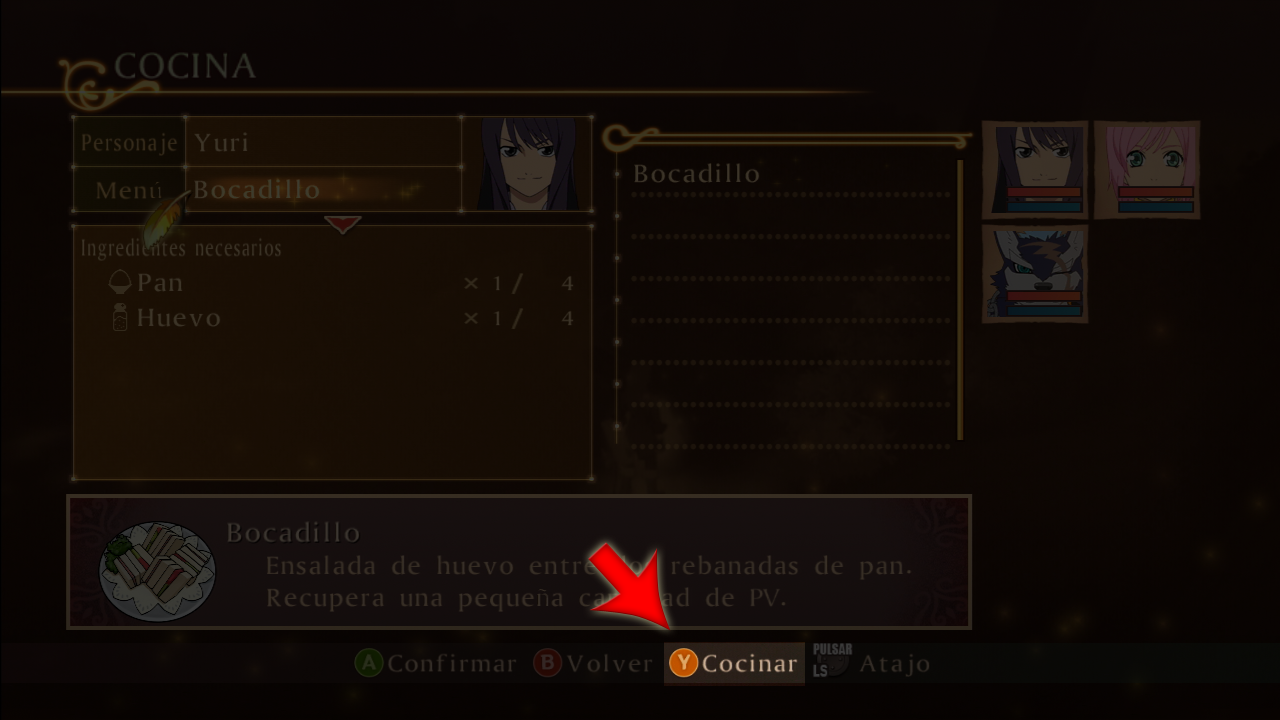 COCINA
Personaje Yuri
Menú Bocadillo
Ingredientes necesarios
Pan × 1 / 4
Huevo × 1 / 4
Bocadillo
Bocadillo
Ensalada de huevo entre rebanadas de pan.
Recupera una pequeña de PV.
A Confirmar B Volver Y Cocinar PULSAR LS Atajo